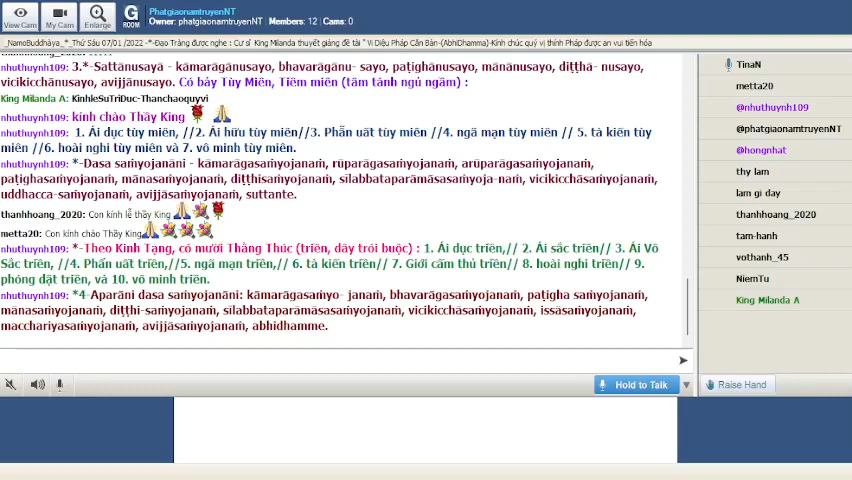 View Cam
My Cam
Enlarge
G ROOM
PhatgiaonamtruyenNT
Owner: phatgiaonamtruyenNT Members: 12 Cams: 0
_NamoBuddhàya_*_Thứ Sáu 07/01 /2022 -*-Đạo Tràng được nghe : Cư sĩ King Milanda thuyết giảng đề tài " Vi Diệu Pháp Căn Bản-(AbhiDhamma)-Kính chúc quý vị thính Pháp được an vui tiến hóa
nhuthuynh109: 3.*-Sattānusayā - kāmarāgānusayo, bhavarāgānu- sayo, paṭighānusayo, mānānusayo, diṭṭhā- nusayo,
vicikicchānusayo, avijjānusayo. Có bảy Tùy Miên, Tiềm miên (tâm tánh ngủ ngầm) :
King Milanda A: KinhleSuTriDuc-Thanchaoquyvi
nhuthuynh109: kính chào Thầy King
nhuthuynh109: 1. Ái dục tùy miên, //2. Ái hữu tùy miên//3. Phẫn uất tùy miên //4. ngã mạn tùy miên // 5. tà kiến tùy
miên //6. hoài nghi tùy miên và 7. vô minh tùy miên.
nhuthuynh109: *-Dasa saṁyojanāni - kāmarāgasaṁyojanaṁ, rūparāgasaṁyojanaṁ, arūparāgasaṁyojanaṁ,
paṭighasaṁyojanaṁ, mānasaṁyojanaṁ, diṭṭhisaṁyojanaṁ, sīlabbataparāmāsasaṁyoja-naṁ, vicikicchāsaṁyojanaṁ,
uddhacca-saṁyojanaṁ, avijjāsaṁyojanaṁ, suttante.
thanhhoang_2020: Con kính lễ thầy King
metta20: Con kính chào Thầy King
nhuthuynh109: *-Theo Kinh Tạng, có mười Thằng Thúc (triền, dây trói buộc) : 1. Ái dục triền,// 2. Ái sắc triền// 3. Ái Vô
Sắc triền, //4. Phẩn uất triền,//5. ngã mạn triền,// 6. tà kiến triền// 7. Giới cấm thủ triền// 8. hoài nghi triền// 9.
phóng dật triền, và 10. vô minh triền.
nhuthuynh109: *4-Aparāni dasa saṁyojanāni: kāmarāgasaṁyo- janaṁ, bhavarāgasaṁyojanaṁ, paṭigha saṁyojanaṁ,
mānasaṁyojanaṁ, diṭṭhi-saṁyojanaṁ, sīlabbataparāmāsasaṁyojanaṁ, vicikicchāsaṁyojanaṁ, issāsaṁyojanaṁ,
macchariyasaṁyojanaṁ, avijjāsaṁyojanaṁ, abhidhamme.
Hold to Talk
Raise Hand
TinaN
metta20
@nhuthuynh109
@phatgiaonamtruyenNT
@hongnhat
thy lam
lam gi day
thanhhoang_2020
tam-hanh
vothanh_45
NiemTu
King Milanda A